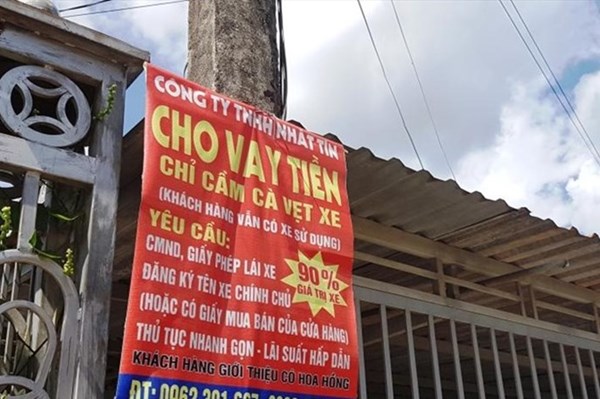 CÔNG TY TNHH NHẤT TÍN
CHO VAY TIỀN
CHỈ CẦM CÀ VẸT XE
(KHÁCH HÀNG VẪN CÓ XE SỬ DỤNG)
YÊU CẦU:
CMND, GIẤY PHÉP LÁI XE
ĐĂNG KÝ TÊN XE CHÍNH CHỦ
90%
GIÁ TRỊ XE
(HOẶC CÓ GIẤY MUA BÁN CỦA CỬA HÀNG)
THỦ TỤC NHANH GỌN - LÃI SUẤT HẤP DẪN
KHÁCH HÀNG GIỚI THIỆU CÓ HOA HỒNG
ĐT: